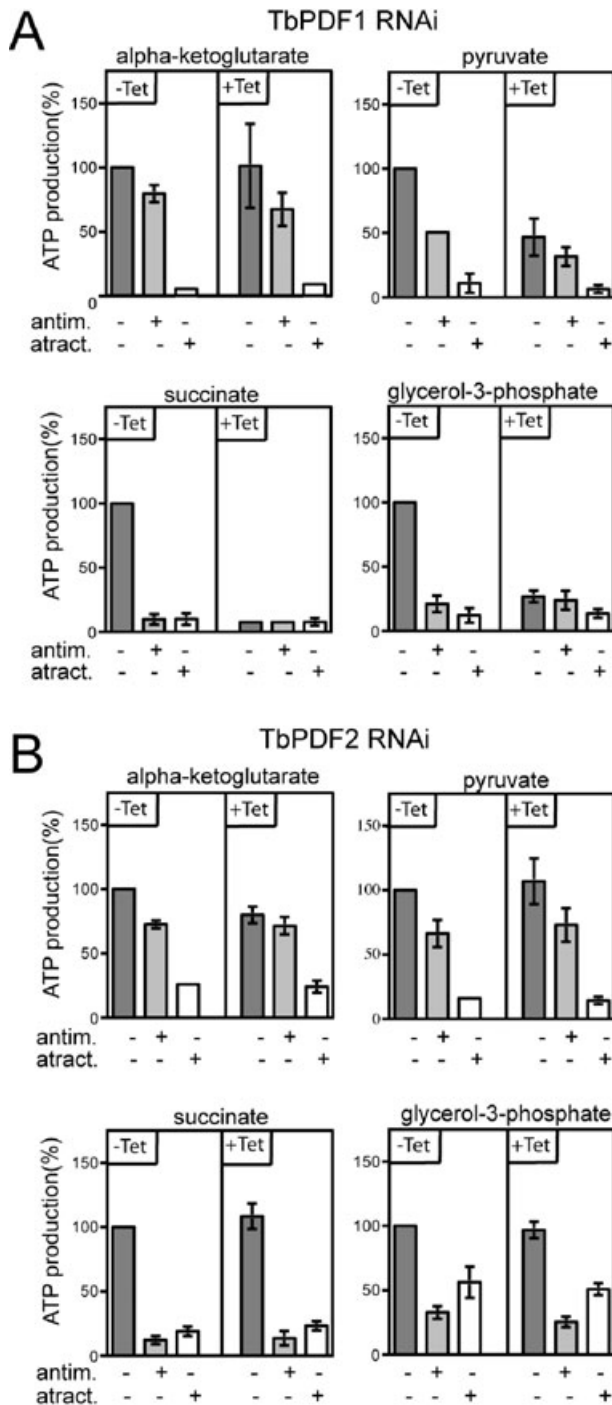 A
TbPDF1 RNAi
alpha-ketoglutarate
pyruvate
ATP production(%)
150
100
50
0
-Tet
+Tet
150
100
50
0
-Tet
+Tet
antim. - + - - + - - + - - + -
atract. - - + - - + - - + - - +
succinate
glycerol-3-phosphate
ATP production(%)
150
100
50
0
-Tet
+Tet
150
100
50
0
-Tet
+Tet
antim. - + - - + - - + - - + -
atract. - - + - - + - - + - - +
B
TbPDF2 RNAi
alpha-ketoglutarate
pyruvate
ATP production(%)
150
100
50
0
-Tet
+Tet
150
100
50
0
-Tet
+Tet
antim. - + - - + - - + - - + -
atract. - - + - - + - - + - - +
succinate
glycerol-3-phosphate
ATP production(%)
150
100
50
0
-Tet
+Tet
150
100
50
0
-Tet
+Tet
antim. - + - - + - - + - - + -
atract. - - + - - + - - + - - +